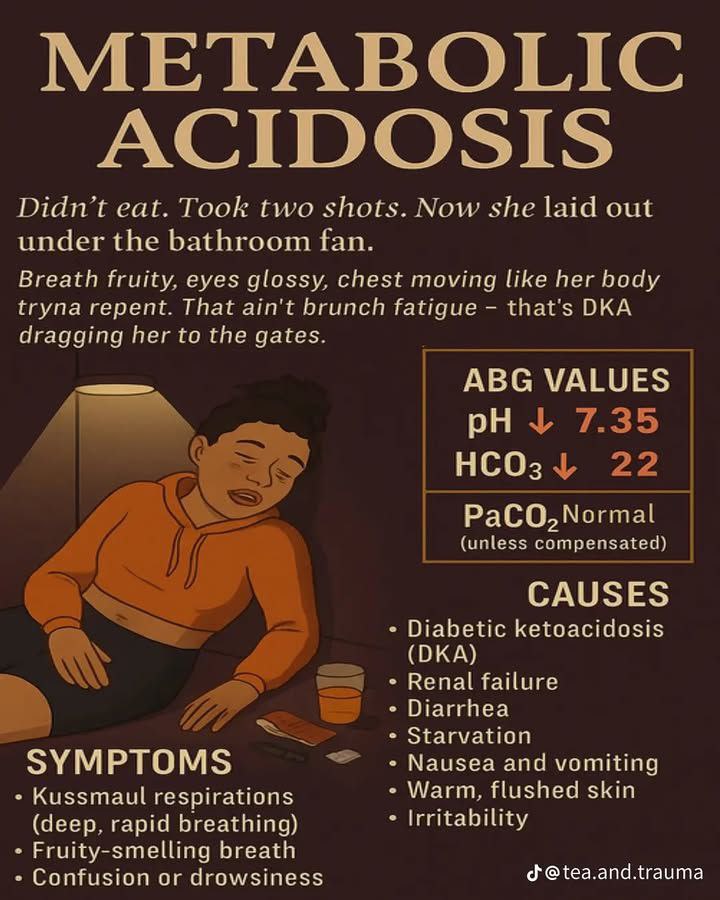 METABOLIC
ACIDOSIS
Didn't eat. Took two shots. Now she laid out
under the bathroom fan.
Breath fruity, eyes glossy, chest moving like her body
tryna repent. That ain't brunch fatigue – that's DKA
dragging her to the gates.
ABG VALUES
pH ↓ 7.35
HCO₃ ↓ 22
PaCO₂ Normal
(unless compensated)
CAUSES
• Diabetic ketoacidosis
(DKA)
• Renal failure
• Diarrhea
• Starvation
• Nausea and vomiting
• Warm, flushed skin
• Irritability
SYMPTOMS
• Kussmaul respirations
(deep, rapid breathing)
• Fruity-smelling breath
• Confusion or drowsiness
@tea.and.trauma